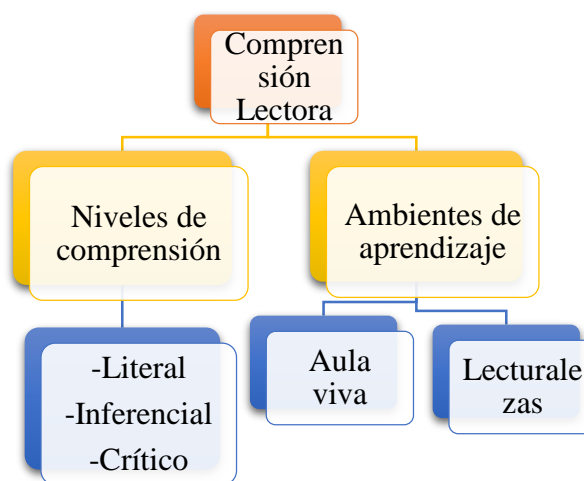 Compren
sión
Lectora
Niveles de
comprensión
Ambientes de
aprendizaje
-Literal
-Inferencial
-Crítico
Aula
viva
Lecturale
zas